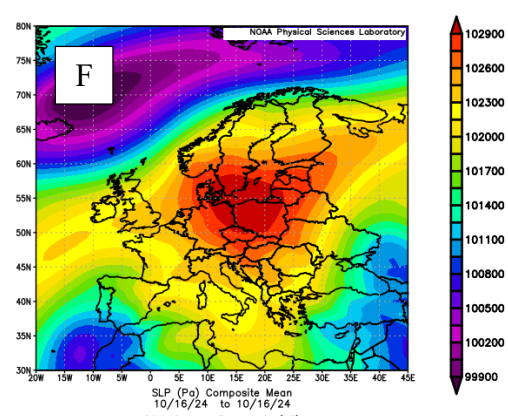 NOAA Physical Sciences Laboratory
F
80N
75N
70N
65N
60N
55N
50N
45N
40N
35N
30N
20W 15W 10W 5W 0 5E 10E 15E 20E 25E 30E 35E 40E 45E
102900
102600
102300
102000
101700
101400
101100
100800
100500
100200
99900
SLP (Pa) Composite Mean
10/16/24 to 10/16/24